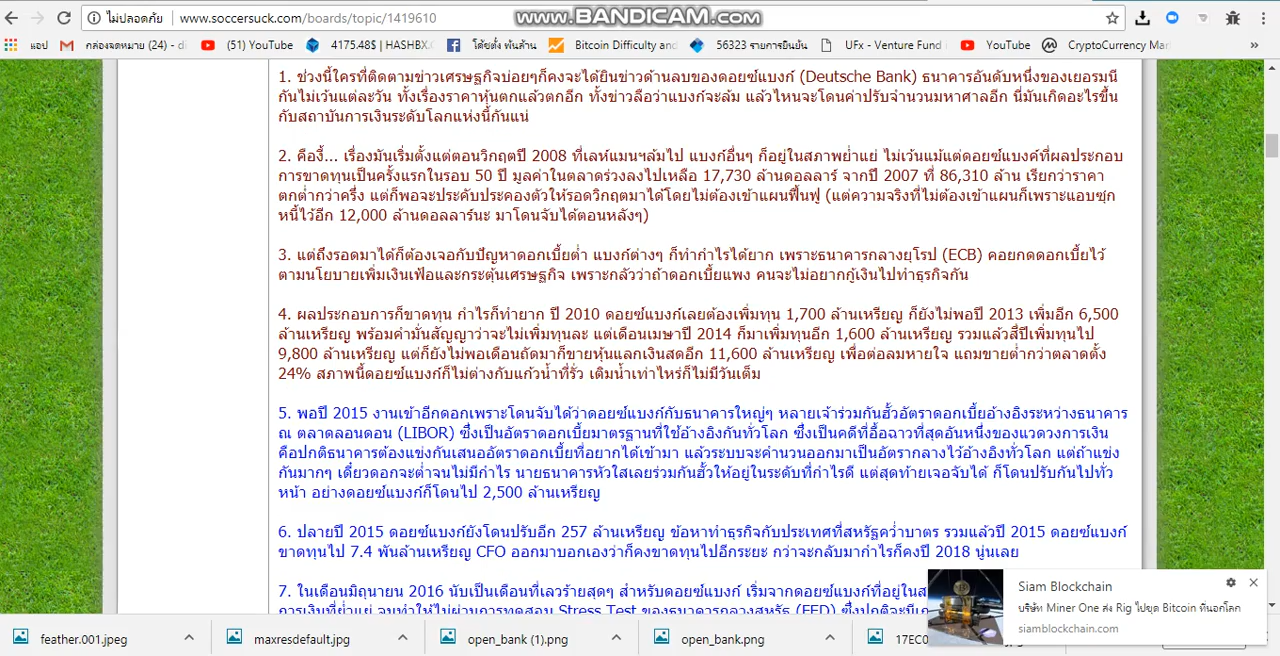 ไม่ปลอดภัย | www.soccersuck.com/boards/topic/1419610
www.BANDICAM.com
แอป กล่องจดหมาย (24) - di (51) YouTube 4175.48$ | HASHBX. โค้ชตั้ง พันล้าน Bitcoin Difficulty and 56323 รายการยืนยัน UFx - Venture Fund YouTube CryptoCurrency Mar »
1. ช่วงนี้ใครที่ติดตามข่าวเศรษฐกิจบ่อยๆก็คงจะได้ยินข่าวด้านลบของดอยซ์แบงก์ (Deutsche Bank) ธนาคารอันดับหนึ่งของเยอรมนี
กันไม่เว้นแต่ละวัน ทั้งเรื่องราคาหุ้นตกแล้วตกอีก ทั้งข่าวลือว่าแบงก์จะล้ม แล้วไหนจะโดนค่าปรับจำนวนมหาศาลอีก นี่มันเกิดอะไรขึ้น
กับสถาบันการเงินระดับโลกแห่งนี้กันแน่
2. คืองี้... เรื่องมันเริ่มตั้งแต่ตอนวิกฤตปี 2008 ที่เลห์แมนฯล้มไป แบงก์อื่นๆ ก็อยู่ในสภาพย่ำแย่ ไม่เว้นแม้แต่ดอยซ์แบงค์ที่ผลประกอบ
การขาดทุนเป็นครั้งแรกในรอบ 50 ปี มูลค่าในตลาดร่วงลงไปเหลือ 17,730 ล้านดอลลาร์ จากปี 2007 ที่ 86,310 ล้าน เรียกว่าราคา
ตกต่ำกว่าครึ่ง แต่ก็พอจะประคับประคองตัวให้รอดวิกฤตมาได้โดยไม่ต้องเข้าแผนฟื้นฟู (แต่ความจริงที่ไม่ต้องเข้าแผนก็เพราะแอบซุก
หนี้ไว้อีก 12,000 ล้านดอลลาร์นะ มาโดนจับได้ตอนหลังๆ)
3. แต่ถึงรอดมาได้ก็ต้องเจอกับปัญหาดอกเบี้ยต่ำ แบงก์ต่างๆ ก็ทำกำไรได้ยาก เพราะธนาคารกลางยุโรป (ECB) คอยกดดอกเบี้ยไว้
ตามนโยบายเพิ่มเงินเฟ้อและกระตุ้นเศรษฐกิจ เพราะกลัวว่าถ้าดอกเบี้ยแพง คนจะไม่อยากกู้เงินไปทำธุรกิจกัน
4. ผลประกอบการก็ขาดทุน กำไรก็ทำยาก ปี 2010 ดอยซ์แบงก์เลยต้องเพิ่มทุน 1,700 ล้านเหรียญ ก็ยังไม่พอปี 2013 เพิ่มอีก 6,500
ล้านเหรียญ พร้อมคำมั่นสัญญาว่าจะไม่เพิ่มทุนละ แต่เดือนเมษาปี 2014 ก็มาเพิ่มทุนอีก 1,600 ล้านเหรียญ รวมแล้วสี่ปีเพิ่มทุนไป
9,800 ล้านเหรียญ แต่ก็ยังไม่พอเดือนถัดมาก็ขายหุ้นแลกเงินสดอีก 11,600 ล้านเหรียญ เพื่อต่อลมหายใจ แถมขายต่ำกว่าตลาดตั้ง
24% สภาพนี้ดอยซ์แบงก์ก็ไม่ต่างกับแก้วน้ำที่รั่ว เติมน้ำเท่าไหร่ก็ไม่มีวันเต็ม
5. พอปี 2015 งานเข้าอีกดอกเพราะโดนจับได้ว่าดอยซ์แบงก์กับธนาคารใหญ่ๆ หลายเจ้าร่วมกันฮั้วอัตราดอกเบี้ยอ้างอิงระหว่างธนาคาร
ณ ตลาดลอนดอน (LIBOR) ซึ่งเป็นอัตราดอกเบี้ยมาตรฐานที่ใช้อ้างอิงกันทั่วโลก ซึ่งเป็นคดีที่อื้อฉาวที่สุดอันหนึ่งของแวดวงการเงิน
คือปกติธนาคารต้องแข่งกันเสนออัตราดอกเบี้ยที่อยากได้เข้ามา แล้วระบบจะคำนวนออกมาเป็นอัตรากลางไว้อ้างอิงทั่วโลก แต่ถ้าแข่ง
กันมากๆ เดี๋ยวดอกจะต่ำจนไม่มีกำไร นายธนาคารหัวใสเลยร่วมกันฮั้วให้อยู่ในระดับที่กำไรดี แต่สุดท้ายเจอจับได้ ก็โดนปรับกันไปทั่ว
หน้า อย่างดอยซ์แบงก์ก็โดนไป 2,500 ล้านเหรียญ
6. ปลายปี 2015 ดอยซ์แบงก์ยังโดนปรับอีก 257 ล้านเหรียญ ข้อหาทำธุรกิจกับประเทศที่สหรัฐคว่ำบาตร รวมแล้วปี 2015 ดอยซ์แบงก์
ขาดทุนไป 7.4 พันล้านเหรียญ CFO ออกมาบอกเองว่าก็คงขาดทุนไปอีกระยะ กว่าจะกลับมากำไรก็คงปี 2018 นู่นเลย
7. ในเดือนมิถุนายน 2016 นับเป็นเดือนที่เลวร้ายสุดๆ สำหรับดอยซ์แบงก์ เริ่มจากดอยซ์แบงก์ที่อยู่ในส
การเงินที่ย่ำแย่ จนทำให้ไม่ผ่านการทดสอบ Stress Test ของธนาคารกลางสหรัฐ (FED) ซึ่งปกติจะมี
Siam Blockchain
บริษัท Miner One ส่ง Rig ไปขุด Bitcoin ที่นอกโลก
siamblockchain.com
feather.001.jpeg maxresdefault.jpg open_bank (1).png open_bank.png 17EC0